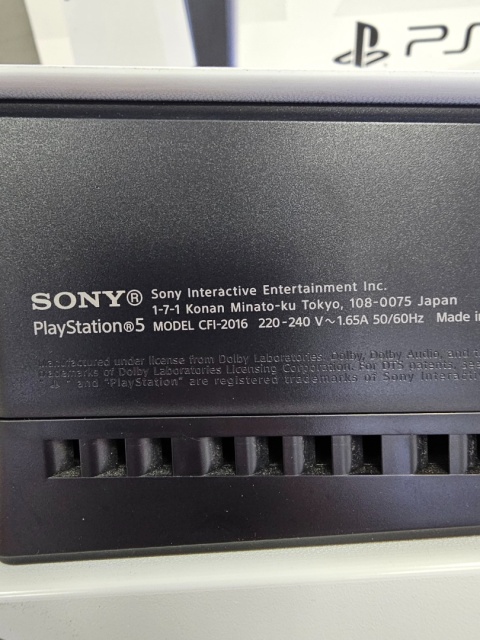 PS
SONY® Sony Interactive Entertainment Inc.
1-7-1 Konan Minato-ku Tokyo, 108-0075 Japan
PlayStation®5 MODEL CFI-2016 220-240 V~1.65A 50/60Hz Made in
Manufactured under license from Dolby Laboratories. Dolby, Dolby Audio, and
trademarks of Dolby Laboratories Licensing Corporation. For DTS patents, see
" and "PlayStation" are registered trademarks of Sony Interac